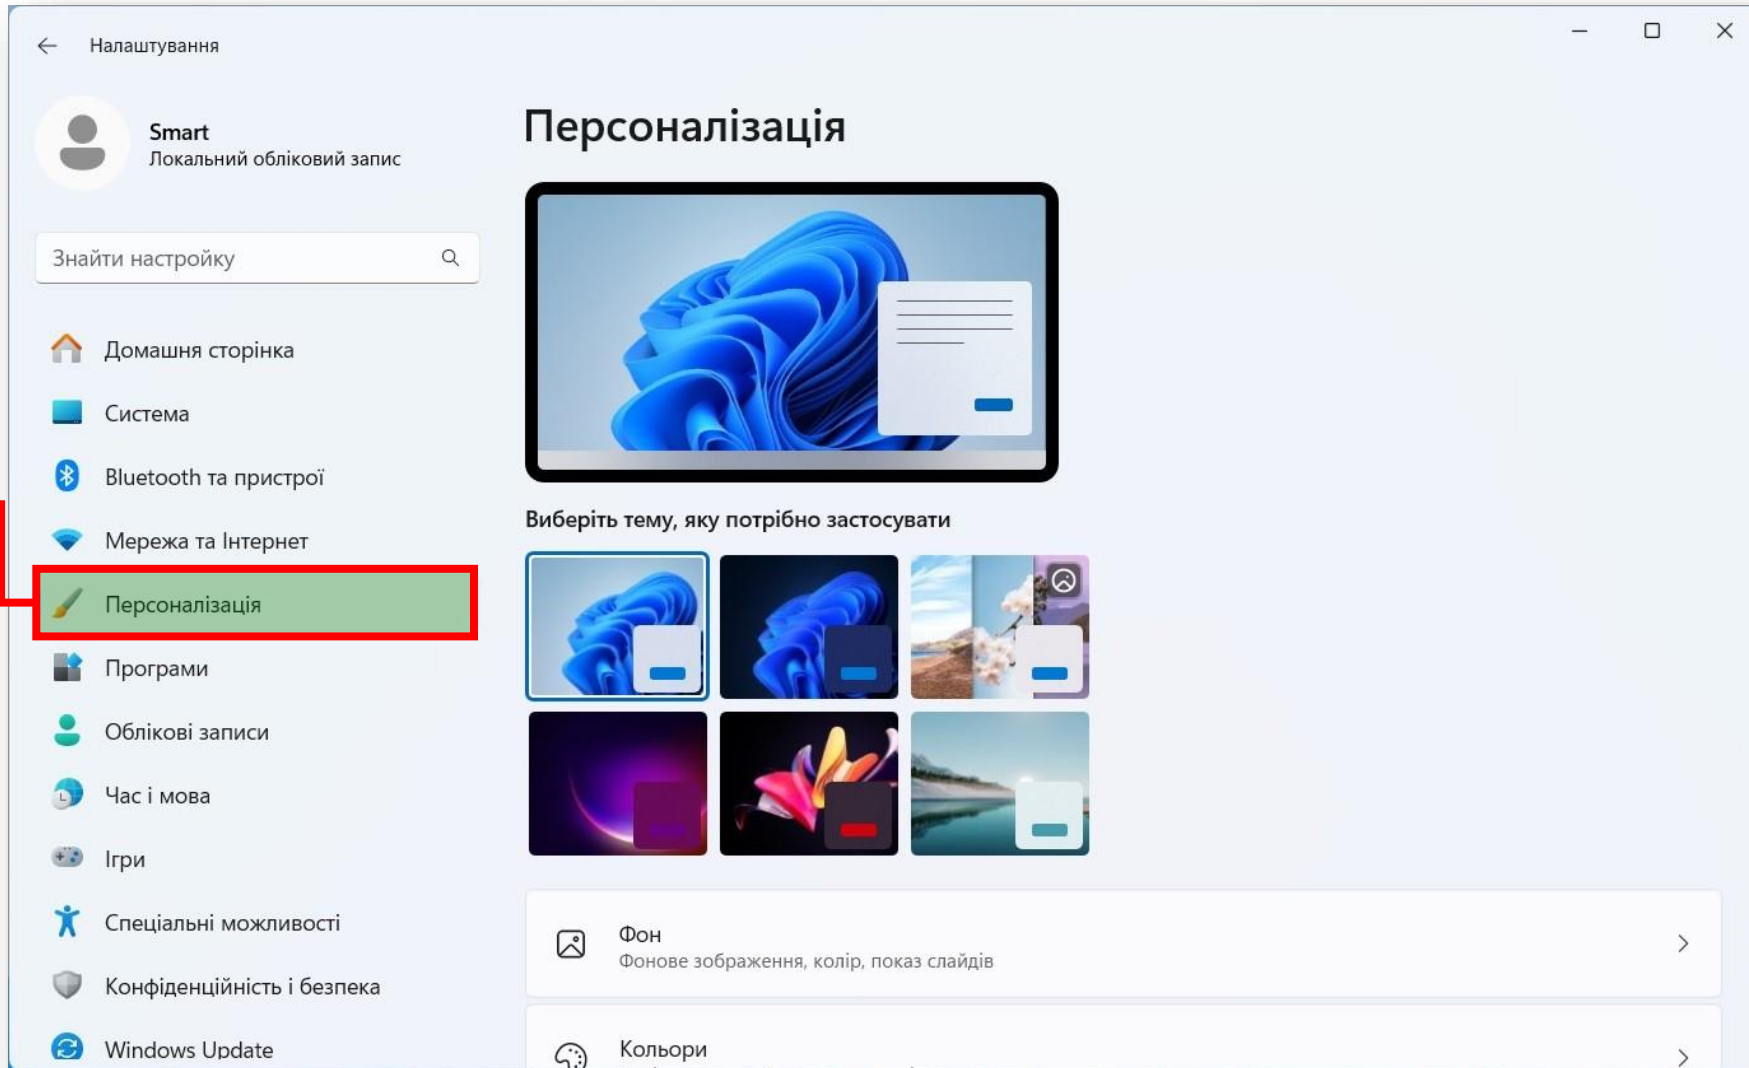 Налаштування
Smart
Локальний обліковий запис
Знайти настройку
Домашня сторінка
Система
Bluetooth та пристрої
Мережа та Інтернет
Персоналізація
Програми
Облікові записи
Час і мова
Ігри
Спеціальні можливості
Конфіденційність і безпека
Windows Update
Персоналізація
Виберіть тему, яку потрібно застосувати
Фон
Фонове зображення, колір, показ слайдів
Кольори